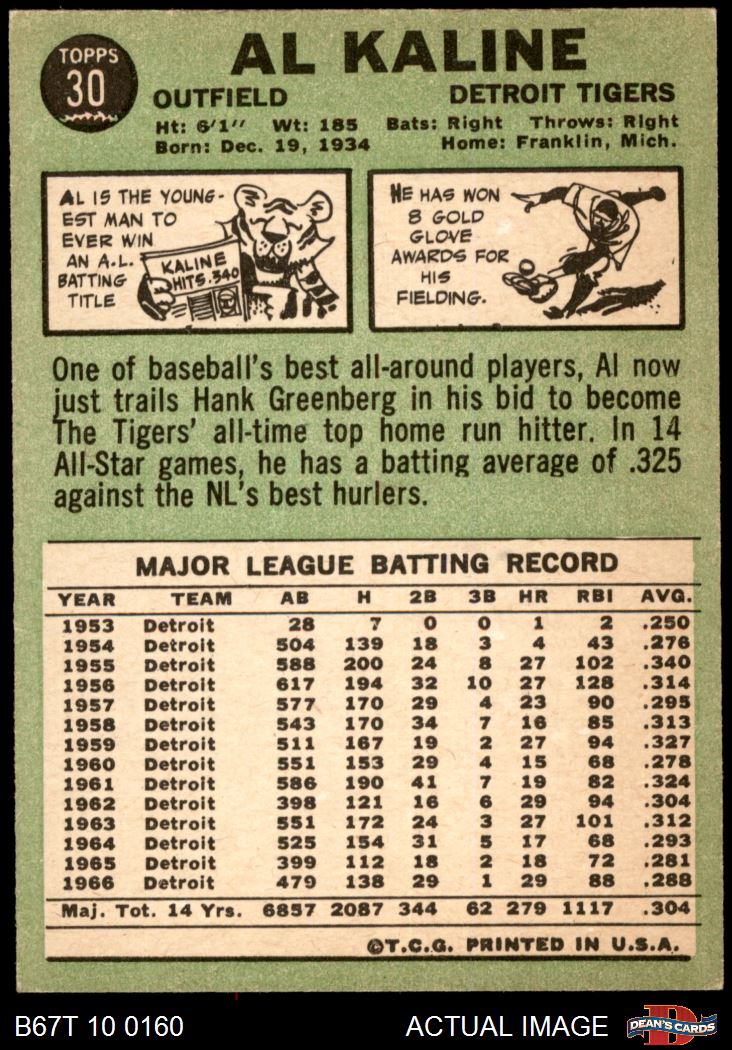 TOPPS
30
AL KALINE
OUTFIELD DETROIT TIGERS
Ht: 6'1'' Wt: 185 Bats: Right Throws: Right
Born: Dec. 19, 1934 Home: Franklin, Mich.
AL IS THE YOUNG-
EST MAN TO
EVER WIN
AN A.L.
BATTING
TITLE
KALINE
HITS .340
HE HAS WON
8 GOLD
GLOVE
AWARDS FOR
HIS
FIELDING.
One of baseball's best all-around players, Al now
just trails Hank Greenberg in his bid to become
The Tigers' all-time top home run hitter. In 14
All-Star games, he has a batting average of .325
against the NL's best hurlers.
MAJOR LEAGUE BATTING RECORD
YEAR TEAM AB H 2B 3B HR RBI AVG.
1953 Detroit 28 7 0 0 1 2 .250
1954 Detroit 504 139 18 3 4 43 .276
1955 Detroit 588 200 24 8 27 102 .340
1956 Detroit 617 194 32 10 27 128 .314
1957 Detroit 577 170 29 4 23 90 .295
1958 Detroit 543 170 34 7 16 85 .313
1959 Detroit 511 167 19 2 27 94 .327
1960 Detroit 551 153 29 4 15 68 .278
1961 Detroit 586 190 41 7 19 82 .324
1962 Detroit 398 121 16 6 29 94 .304
1963 Detroit 551 172 24 3 27 101 .312
1964 Detroit 525 154 31 5 17 68 .293
1965 Detroit 399 112 18 2 18 72 .281
1966 Detroit 479 138 29 1 29 88 .288
Maj. Tot. 14 Yrs. 6857 2087 344 62 279 1117 .304
©T.C.G. PRINTED IN U.S.A.
B67T 10 0160 ACTUAL IMAGE
D
DEAN'S CARDS